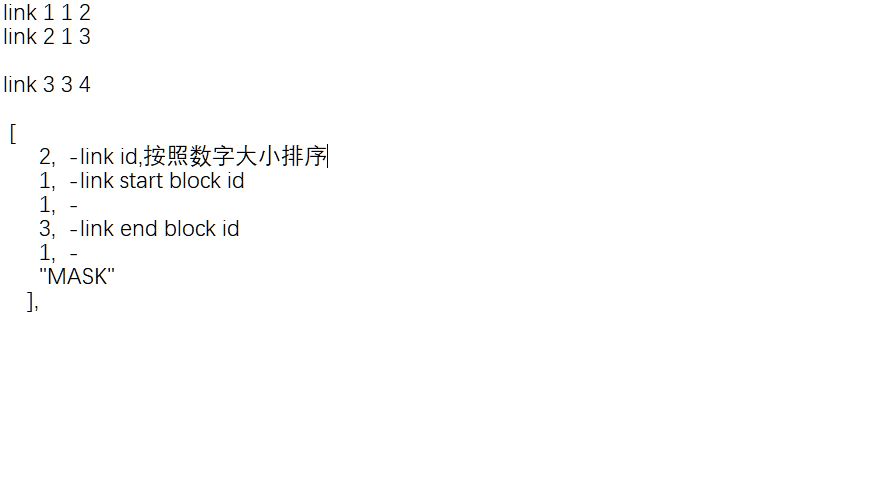 link 1 1 2
link 2 1 3
link 3 3 4
[
2,  -link id,按照数字大小排序
1,  -link start block id
1,  -
3,  -link end block id
1,  -
"MASK"
],